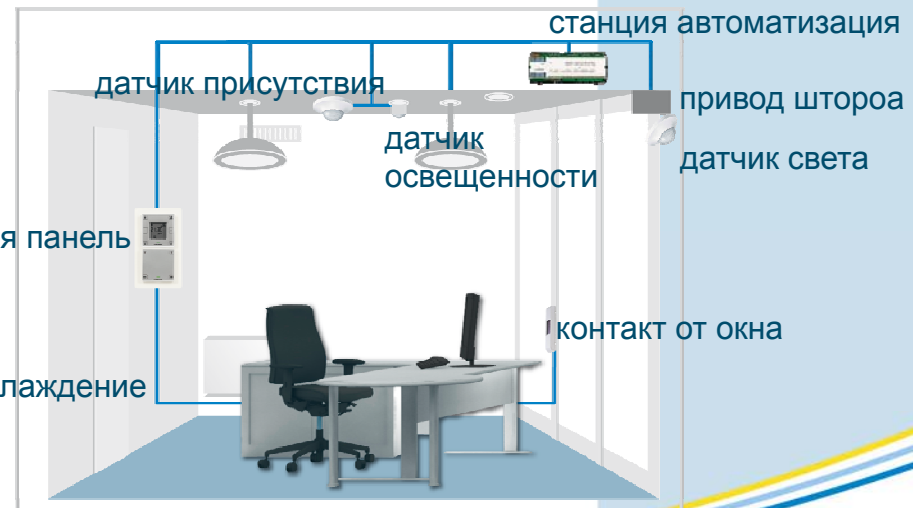 станция автоматизация
датчик присутствия
привод штороа
датчик
освещенности
датчик света
я панель
контакт от окна
лаждение